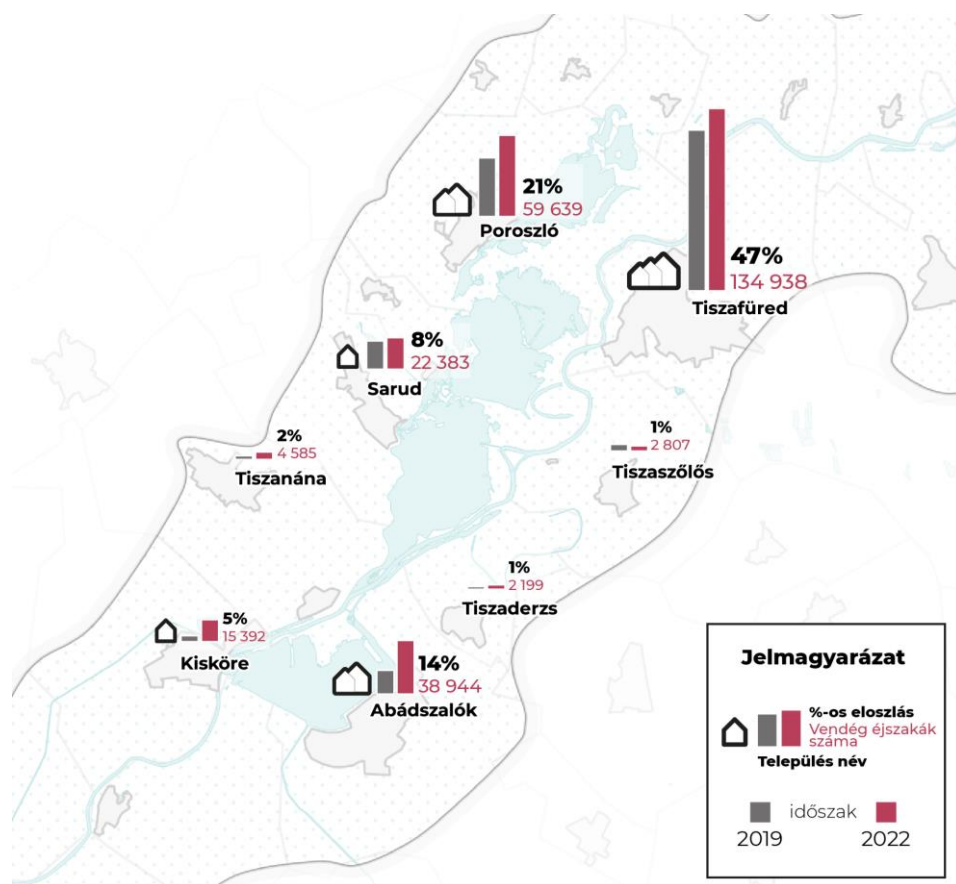 21%
59 639
Poroszló
47%
134 938
Tiszafüred
8%
22 383
Sarud
2%
4 585
Tiszanána
1%
2 807
Tiszaszőlős
1%
2 199
Tiszaderzs
5%
15 392
Kisköre
14%
38 944
Abádszalók
Jelmagyarázat
%-os eloszlás
Vendég éjszakák
száma
Település név
időszak
2019
2022